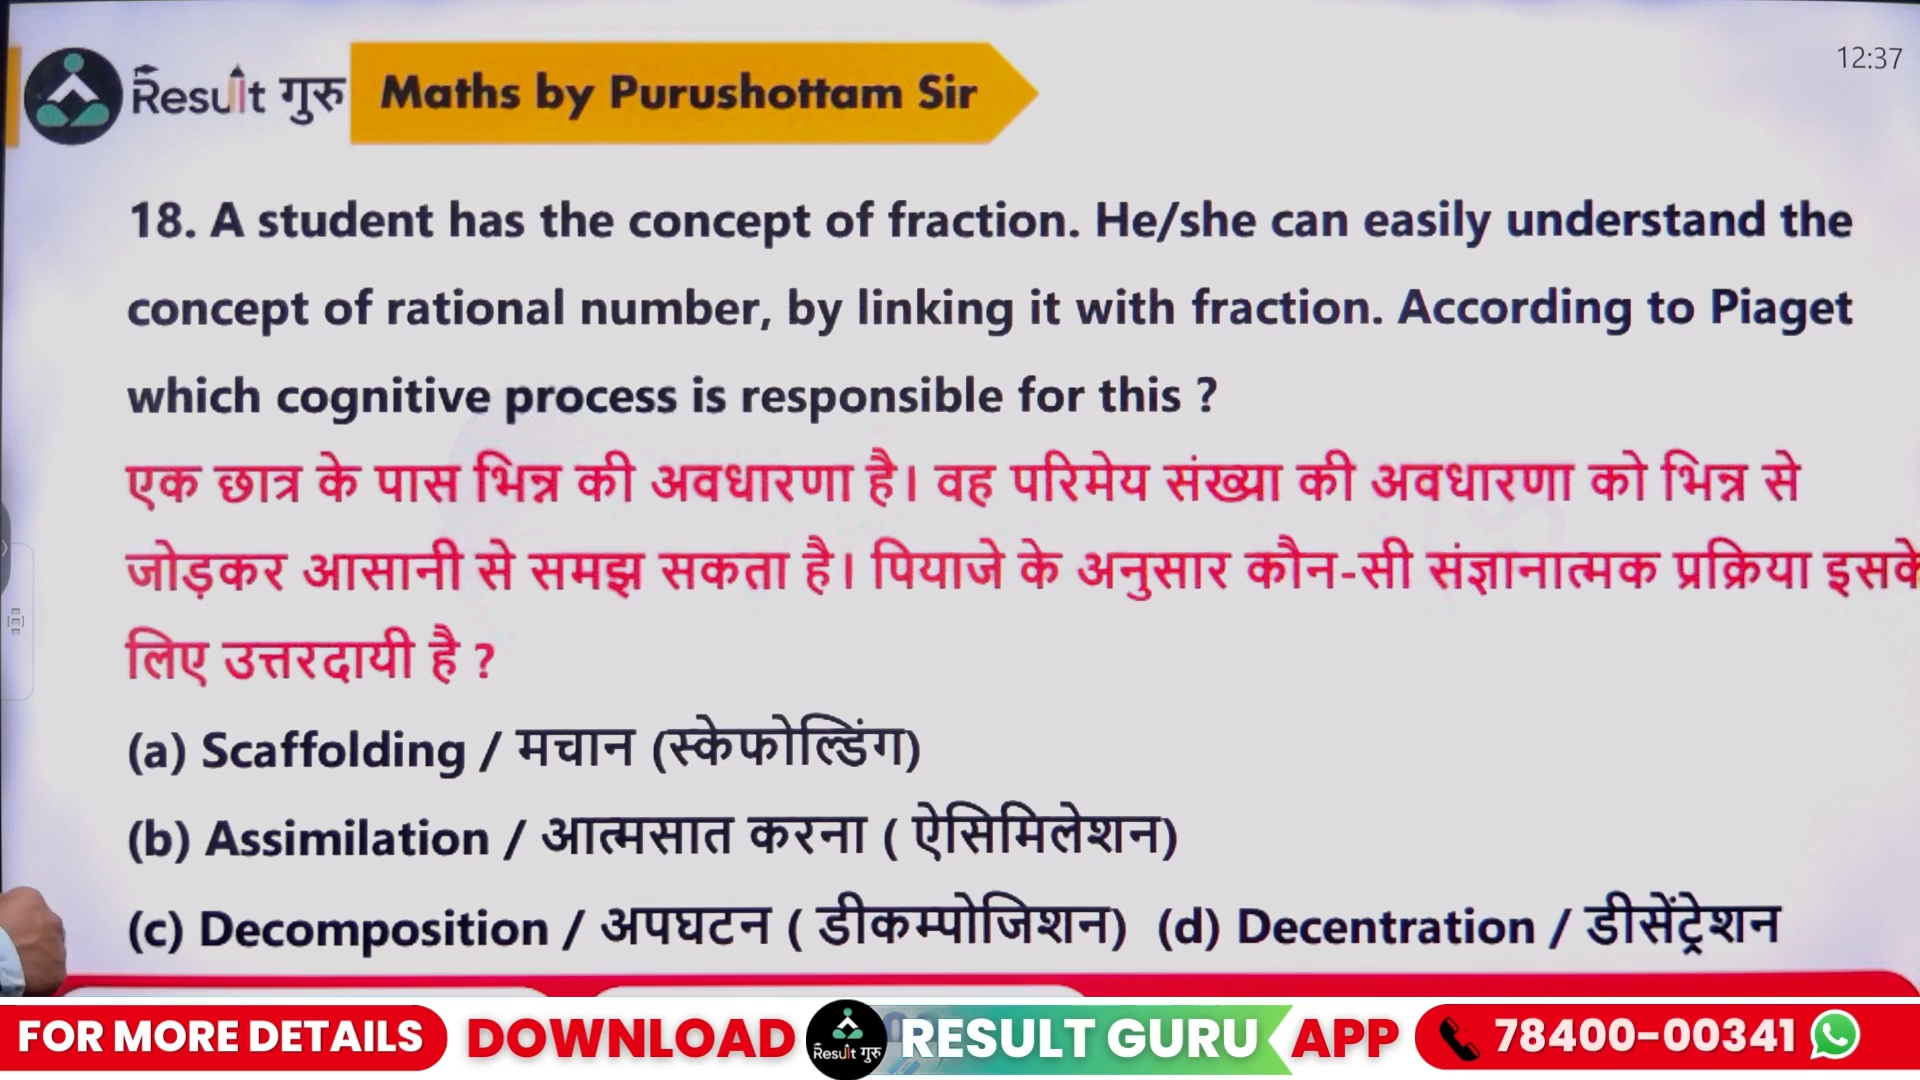 Result गुरु
Maths by Purushottam Sir
12:37
18. A student has the concept of fraction. He/she can easily understand the
concept of rational number, by linking it with fraction. According to Piaget
which cognitive process is responsible for this ?
एक छात्र के पास भिन्न की अवधारणा है। वह परिमेय संख्या की अवधारणा को भिन्न से
जोड़कर आसानी से समझ सकता है। पियाजे के अनुसार कौन-सी संज्ञानात्मक प्रक्रिया इसके
लिए उत्तरदायी है ?
(a) Scaffolding / मचान (स्केफोल्डिंग)
(b) Assimilation / आत्मसात करना ( ऐसिमिलेशन)
(c) Decomposition / अपघटन ( डीकम्पोजिशन) (d) Decentration / डीसेंट्रेशन
FOR MORE DETAILS DOWNLOAD Result गुरु RESULT GURU APP 78400-00341